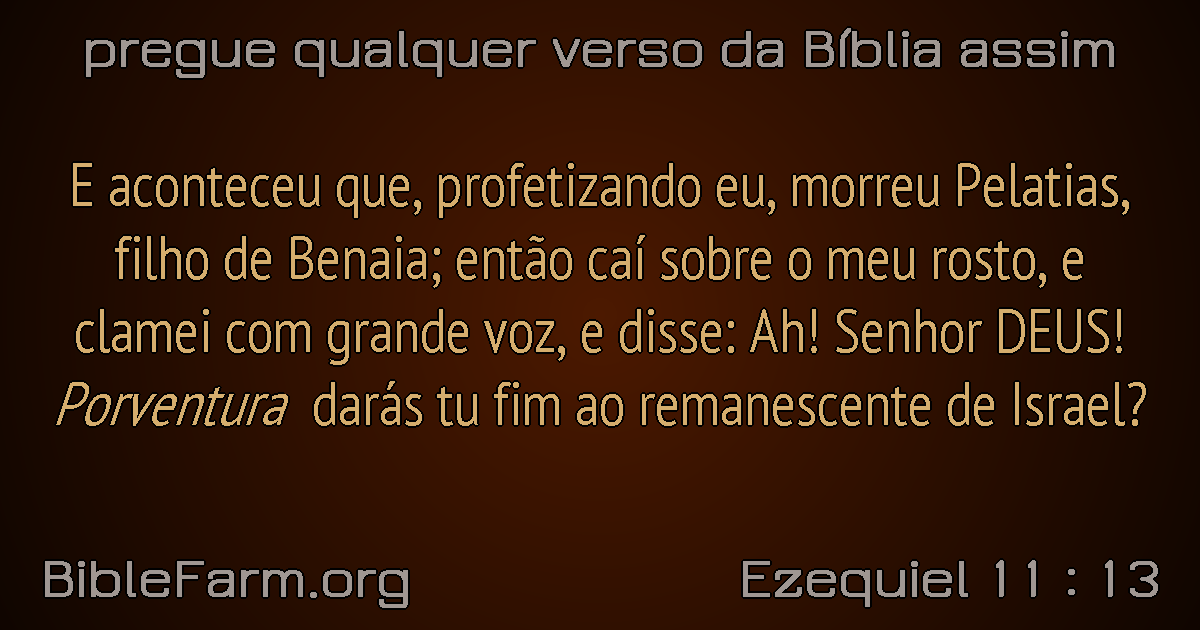 pregue qualquer verso da Bíblia assim
E aconteceu que, profetizando eu, morreu Pelatias,
filho de Benaia; então caí sobre o meu rosto, e
clamei com grande voz, e disse: Ah! Senhor DEUS!
Porventura darás tu fim ao remanescente de Israel?
BibleFarm.org
Ezequiel 11 : 13